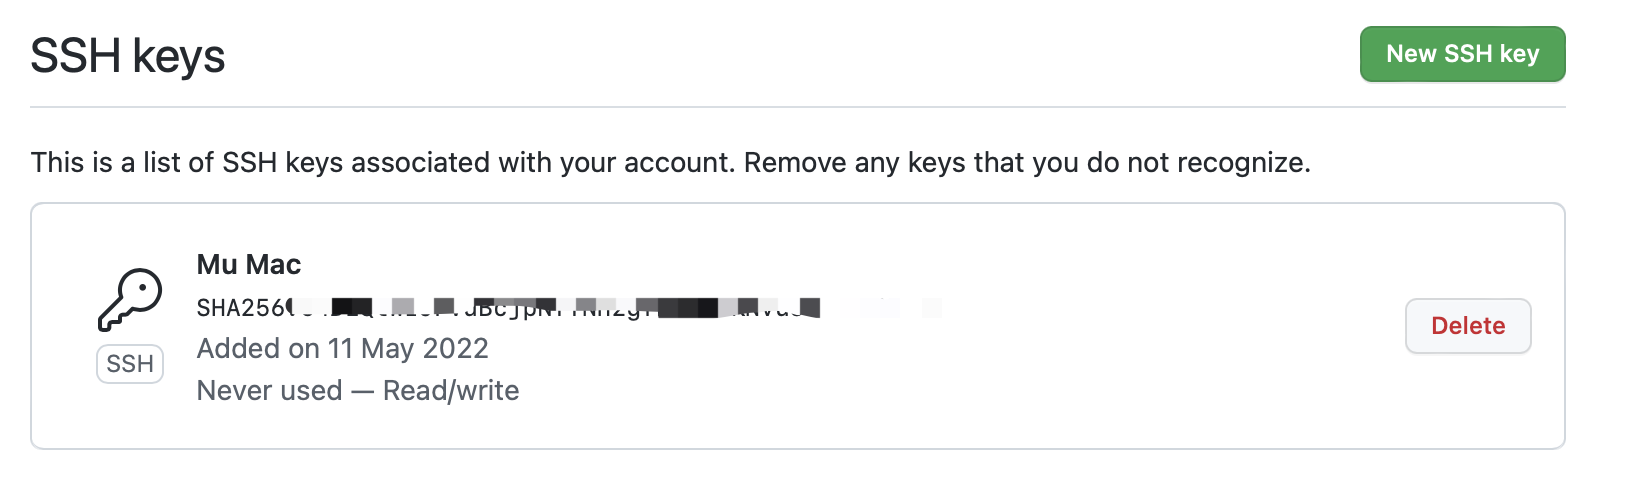 SSH keys
New SSH key
This is a list of SSH keys associated with your account. Remove any keys that you do not recognize.
Mu Mac
SHA256
Added on 11 May 2022
SSH
Never used — Read/write
Delete